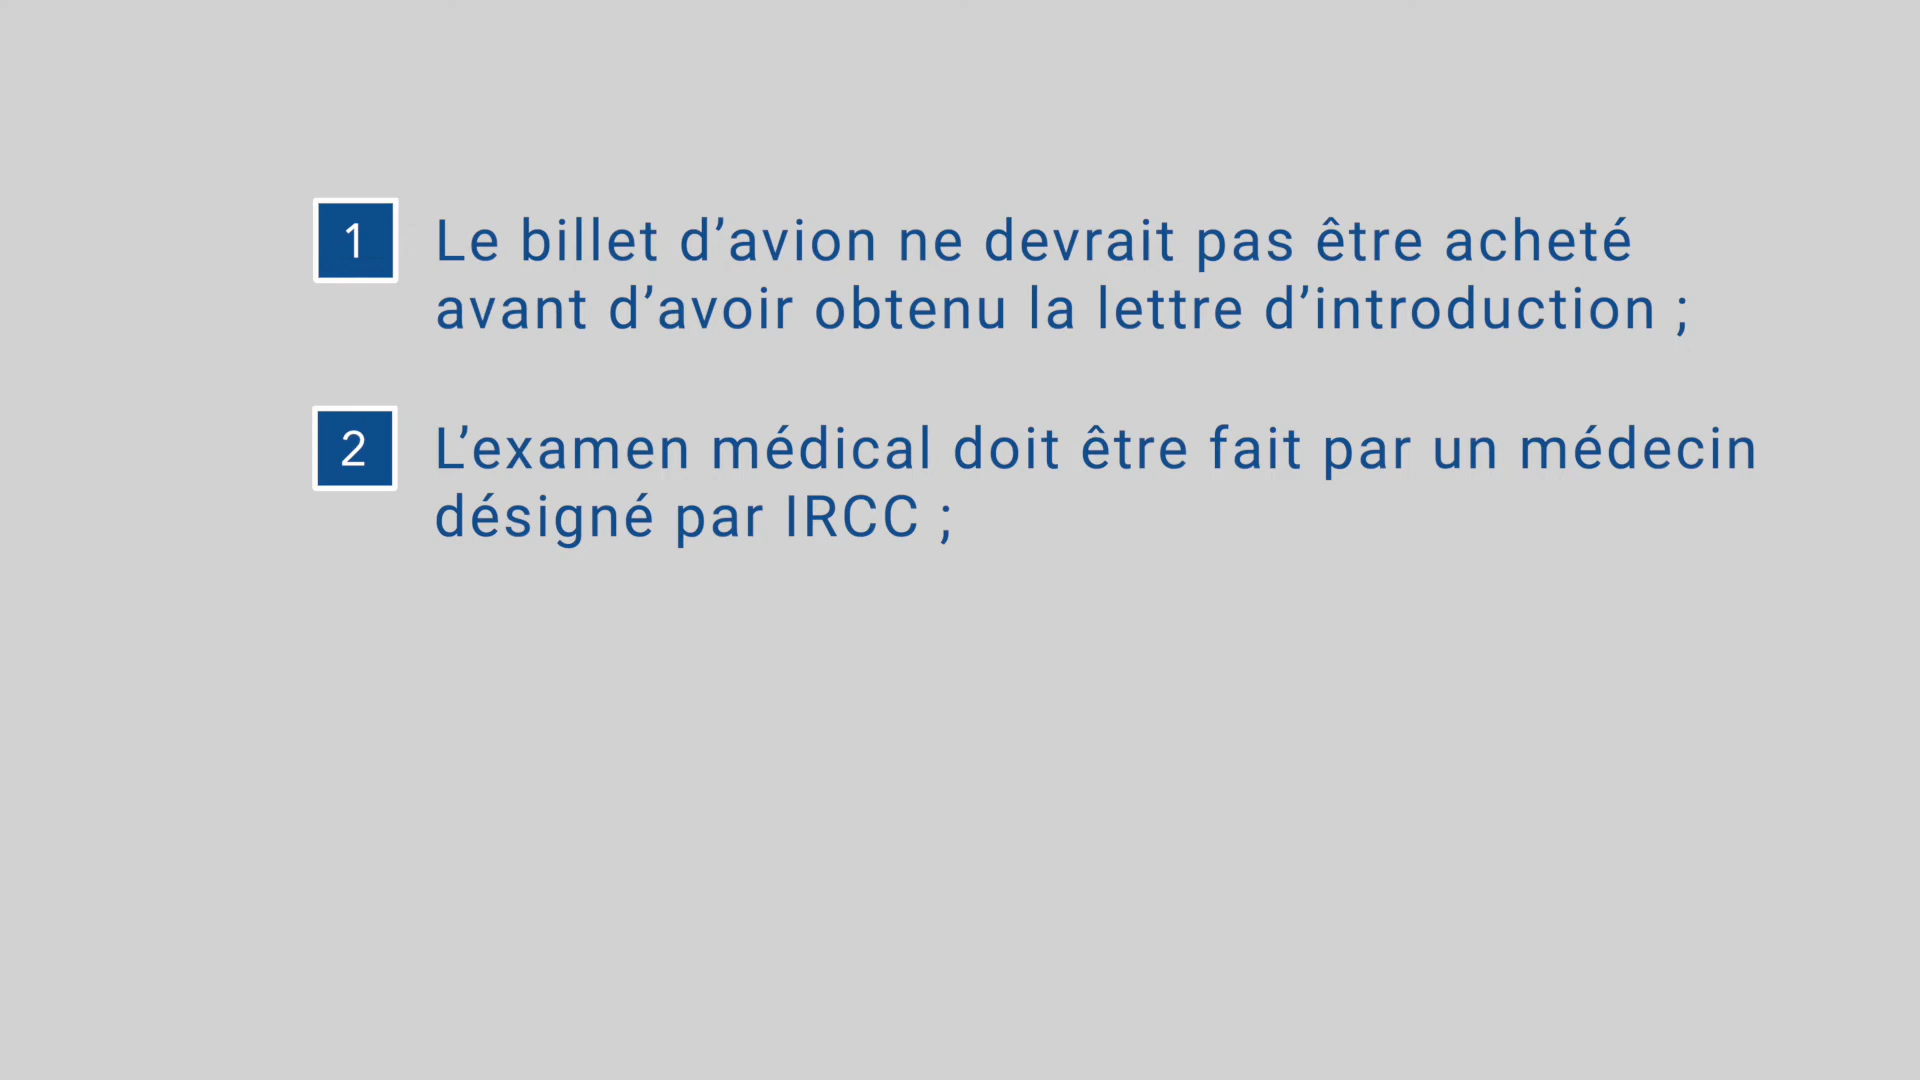 1 Le billet d’avion ne devrait pas être acheté
avant d’avoir obtenu la lettre d’introduction ;
2 L’examen médical doit être fait par un médecin
désigné par IRCC ;